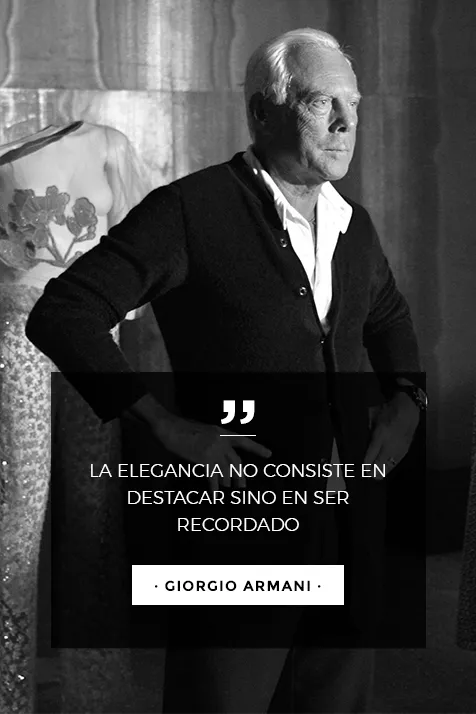 ”
LA ELEGANCIA NO CONSISTE EN
DESTACAR SINO EN SER
RECORDADO
· GIORGIO ARMANI ·